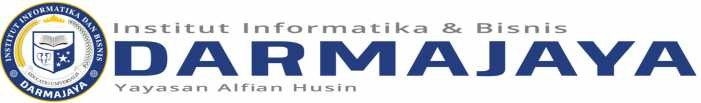 INSTITUT INFORMATIKA DAN BISNIS
DARMAJAYA
Institut Informatika & Bisnis
DARMAJAYA
Yayasan Alfian Husin